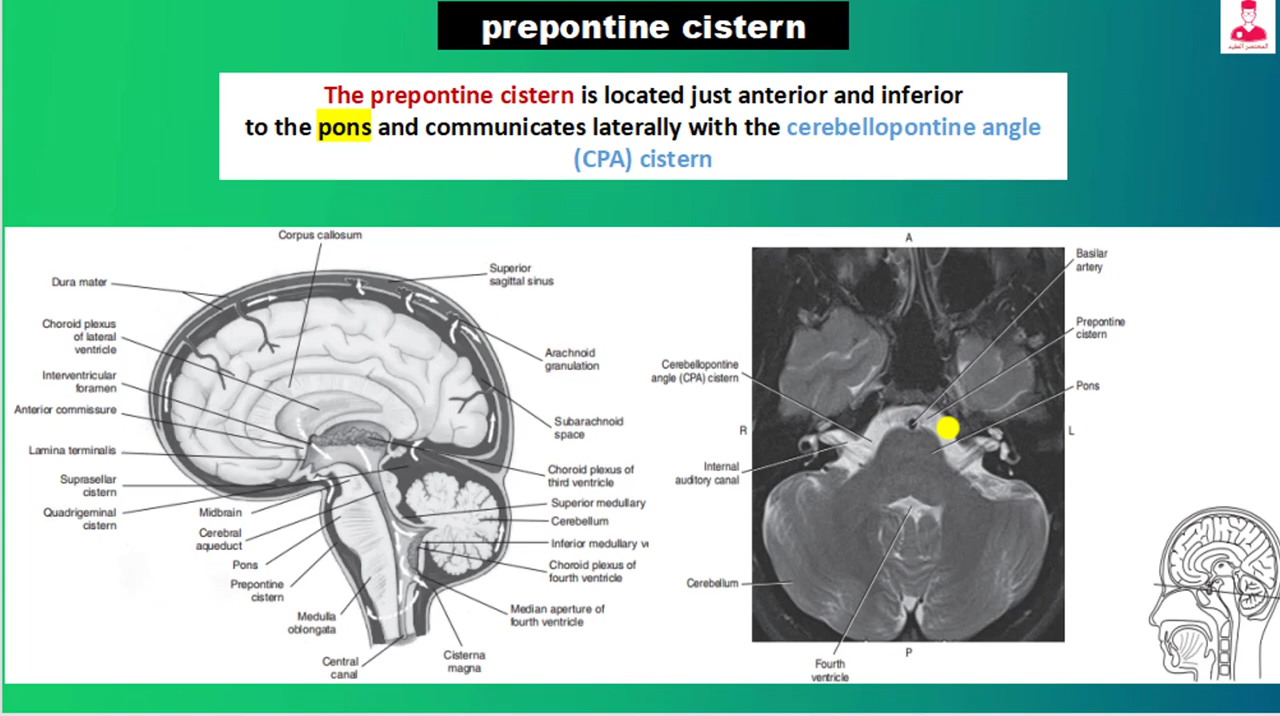 prepontine cistern
المختصر المفيد
The prepontine cistern is located just anterior and inferior
to the pons and communicates laterally with the cerebellopontine angle
(CPA) cistern
Corpus callosum
Dura mater
Choroid plexus
of lateral
ventricle
Interventricular
foramen
Anterior commissure
Lamina terminalis
Suprasellar
cistern
Quadrigeminal
cistern
Midbrain
Cerebral
aqueduct
Pons
Prepontine
cistern
Medulla
oblongata
Central
canal
Superior
sagittal sinus
Arachnoid
granulation
Subarachnoid
space
Choroid plexus of
third ventricle
Superior medullary
Cerebellum
Inferior medullary v
Choroid plexus of
fourth ventricle
Median aperture of
fourth ventricle
Cisterna
magna
A
Basilar
artery
Prepontine
cistern
Cerebellopontine
angle (CPA) cistern
Pons
R
L
Internal
auditory canal
Cerebellum
P
Fourth
ventricle